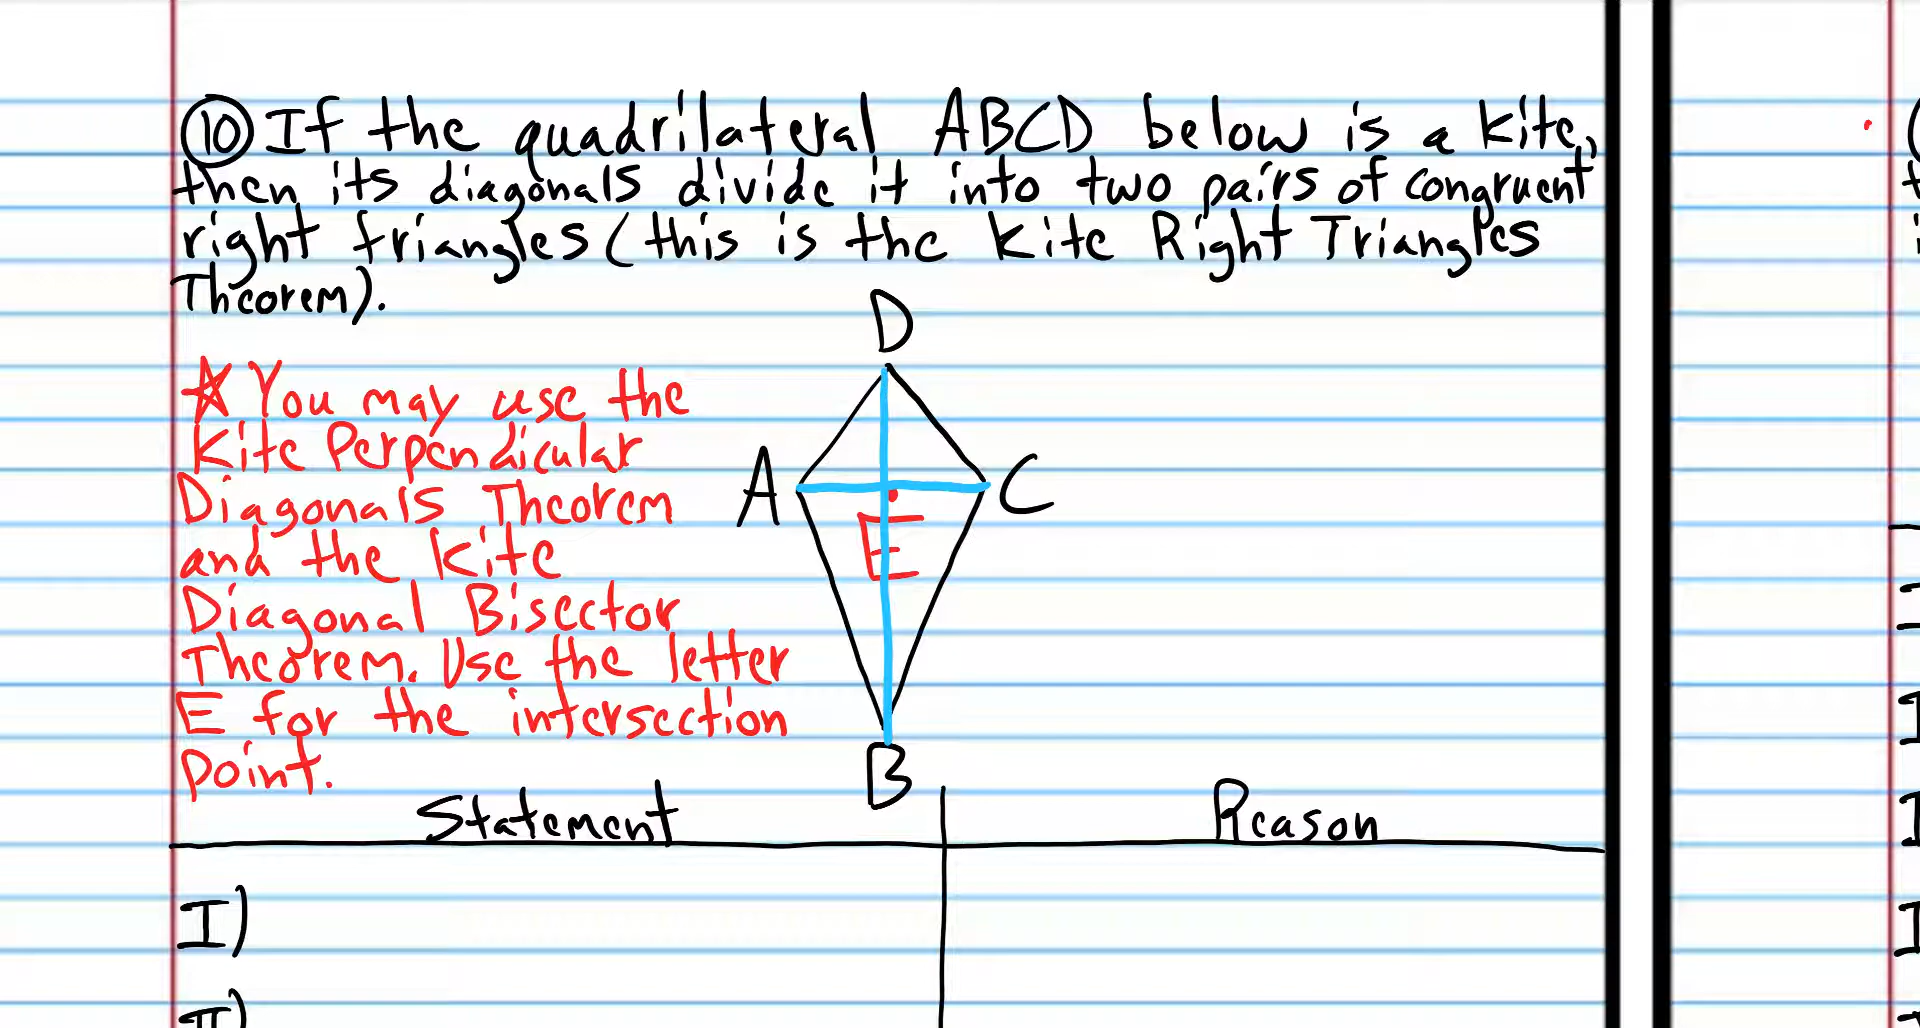 10 If the quadrilateral ABCD below is a kite,
then its diagonals divide it into two pairs of congruent
right triangles (this is the Kite Right Triangles
Theorem).
D
☆ You may use the
Kite Perpendicular
Diagonals Theorem
and the Kite
Diagonal Bisector
Theorem. Use the letter
E for the intersection
point.
A
C
E
B
Statement
Reason
I)
II)